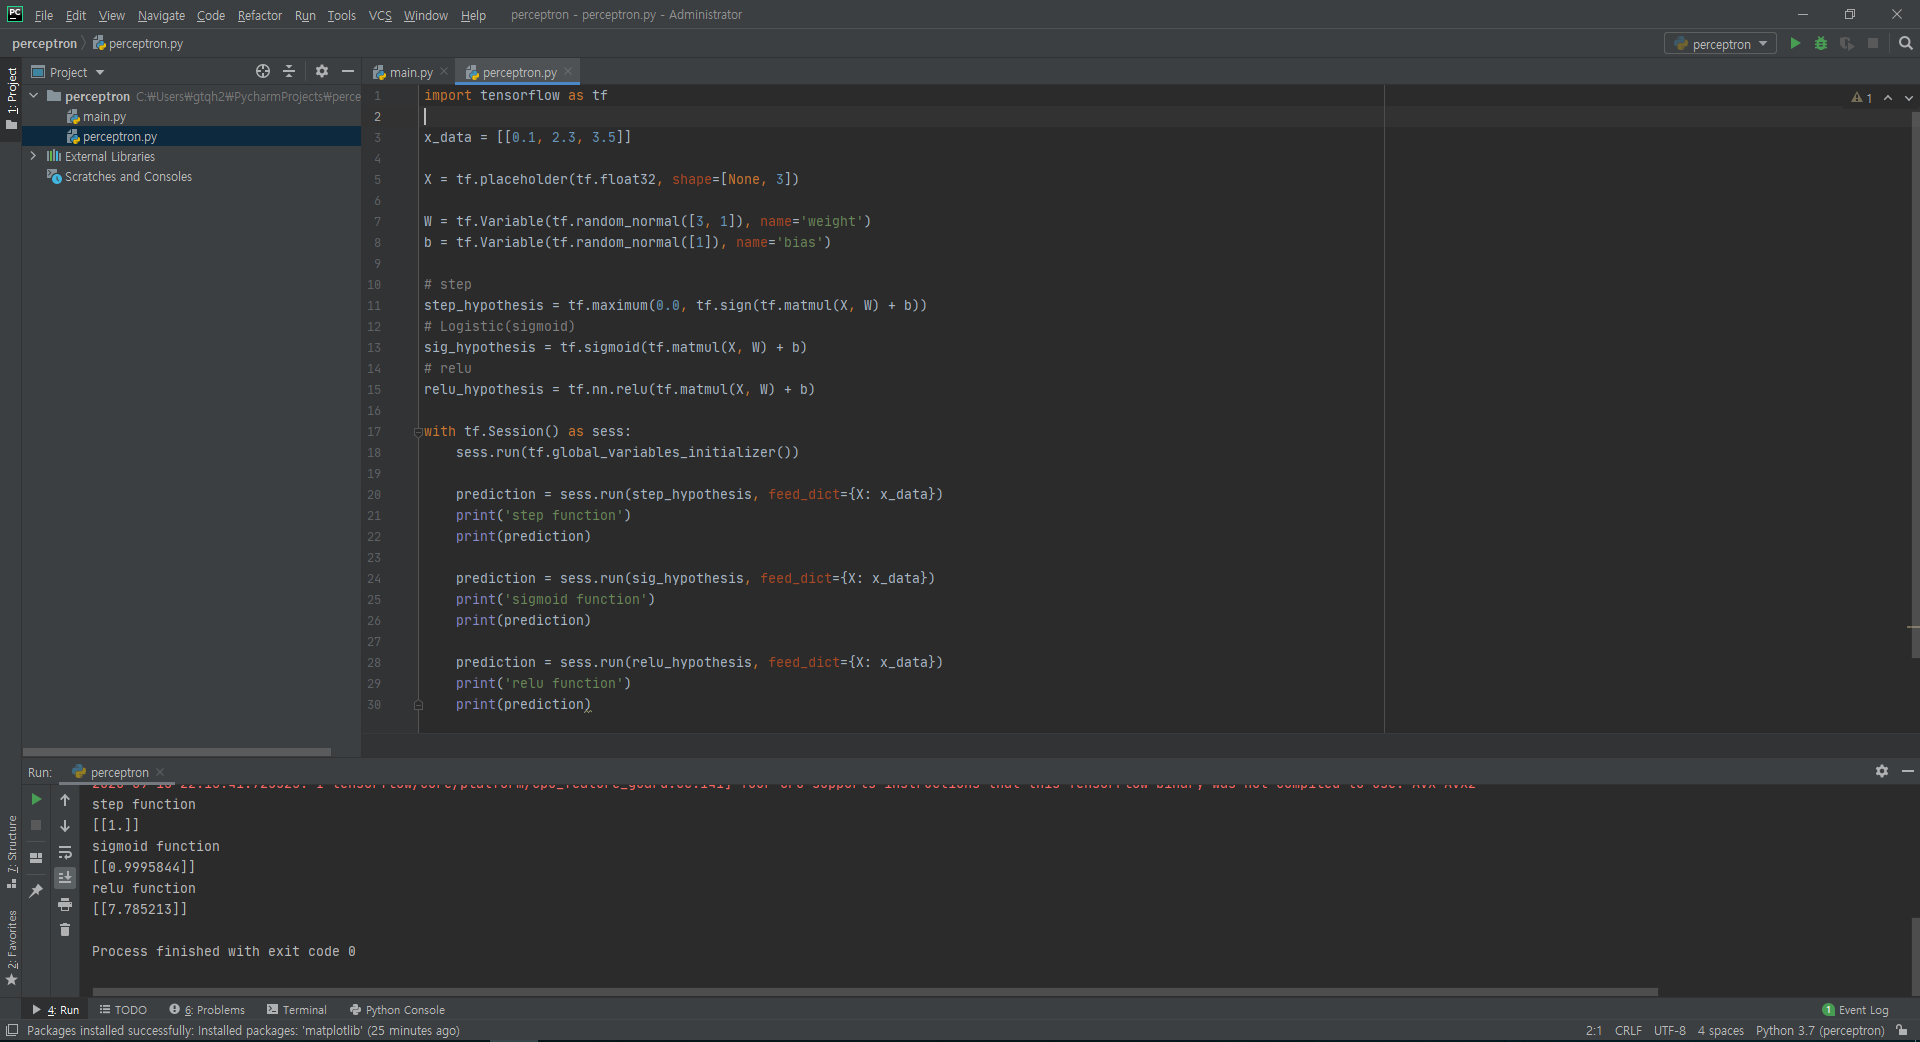 PC File Edit View Navigate Code Refactor Run Tools VCS Window Help perceptron - perceptron.py - Administrator
perceptron perceptron.py perceptron
1: Project
Project
perceptron C:₩Users₩gtqh2₩PycharmProjects₩perce
main.py
perceptron.py
External Libraries
Scratches and Consoles
main.py perceptron.py
1
1 import tensorflow as tf
2
3 x_data = [[0.1, 2.3, 3.5]]
4
5 X = tf.placeholder(tf.float32, shape=[None, 3])
6
7 W = tf.Variable(tf.random_normal([3, 1]), name='weight')
8 b = tf.Variable(tf.random_normal([1]), name='bias')
9
10 # step
11 step_hypothesis = tf.maximum(0.0, tf.sign(tf.matmul(X, W) + b))
12 # Logistic(sigmoid)
13 sig_hypothesis = tf.sigmoid(tf.matmul(X, W) + b)
14 # relu
15 relu_hypothesis = tf.nn.relu(tf.matmul(X, W) + b)
16
17 with tf.Session() as sess:
18 sess.run(tf.global_variables_initializer())
19
20 prediction = sess.run(step_hypothesis, feed_dict={X: x_data})
21 print('step function')
22 print(prediction)
23
24 prediction = sess.run(sig_hypothesis, feed_dict={X: x_data})
25 print('sigmoid function')
26 print(prediction)
27
28 prediction = sess.run(relu_hypothesis, feed_dict={X: x_data})
29 print('relu function')
30 print(prediction)
Run: perceptron
tensorflow/core/platform/cpu_feature_guard.cc:141] Your CPU supports instructions that this TensorFlow binary was not compiled to use: AVX AVX2
step function
[[1.]]
sigmoid function
[[0.9995844]]
relu function
[[7.785213]]
Process finished with exit code 0
7: Structure
2: Favorites
4: Run TODO 6: Problems Terminal Python Console 1 Event Log
Packages installed successfully: Installed packages: 'matplotlib' (25 minutes ago) 2:1 CRLF UTF-8 4 spaces Python 3.7 (perceptron)